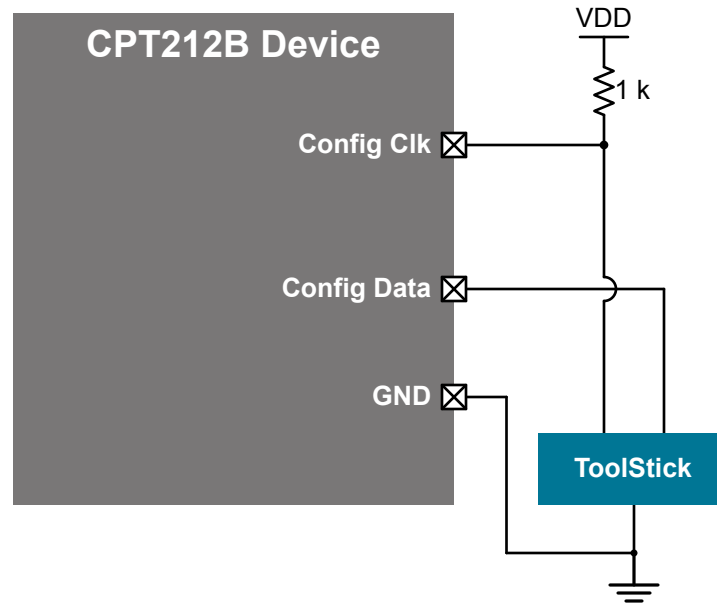 CPT212B Device
VDD
1 k
Config Clk
Config Data
GND
ToolStick